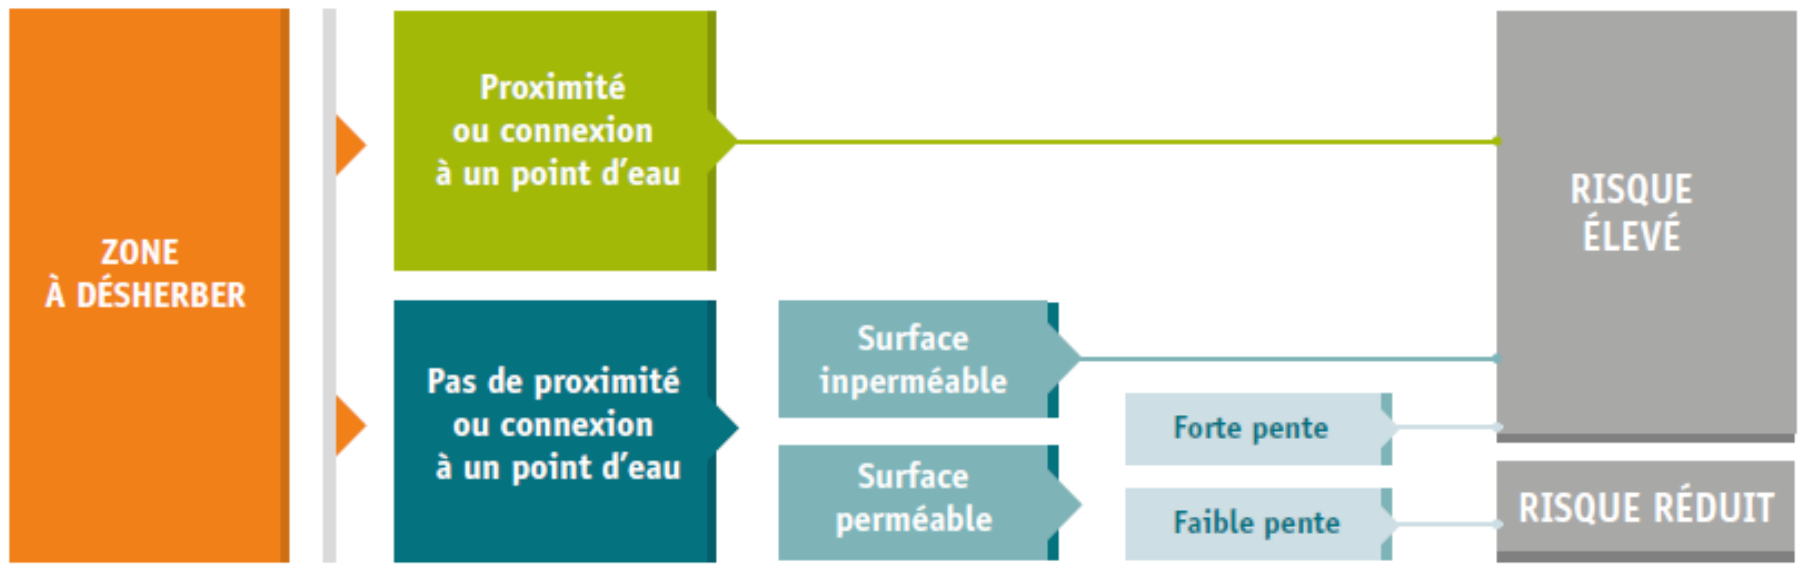 ZONE
À DÉSHERBER
Proximité
ou connexion
à un point d'eau
Pas de proximité
ou connexion
à un point d'eau
Surface
inperméable
Surface
perméable
Forte pente
Faible pente
RISQUE
ÉLEVÉ
RISQUE RÉDUIT